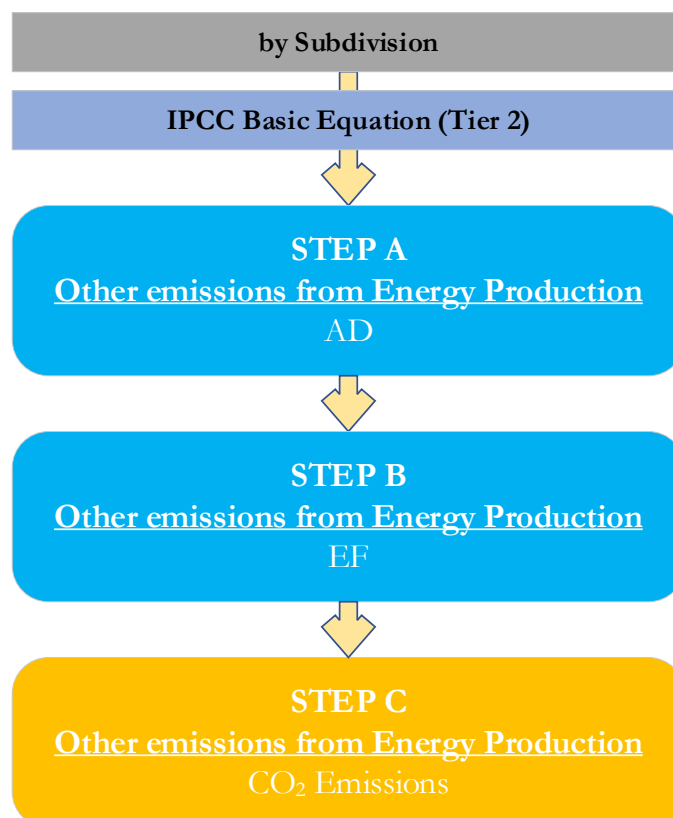 by Subdivision
IPCC Basic Equation (Tier 2)
STEP A
Other emissions from Energy Production
AD
STEP B
Other emissions from Energy Production
EF
STEP C
Other emissions from Energy Production
CO₂ Emissions